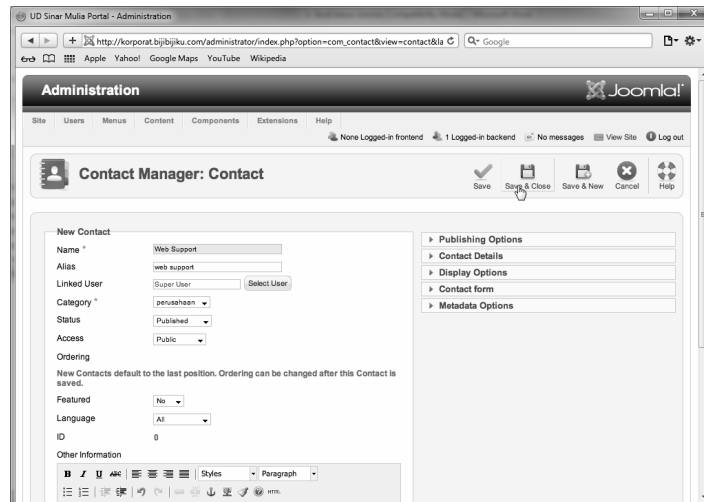 UD Sinar Mulia Portal - Administration
http://korporat.bijibijiku.com/administrator/index.php?option=com_contact&view=contact&la
Google
Apple Yahoo! Google Maps YouTube Wikipedia
Administration
Joomla!
Site Users Menus Content Components Extensions Help
None Logged-in frontend 1 Logged-in backend No messages View Site Log out
Contact Manager: Contact
Save Save & Close Save & New Cancel Help
New Contact
Name * Web Support
Alias web support
Linked User Super User Select User
Category * perusahaan
Status Published
Access Public
Ordering
New Contacts default to the last position. Ordering can be changed after this Contact is
saved.
Featured No
Language All
ID 0
Other Information
B I U ABC Styles Paragraph
HTML
Publishing Options
Contact Details
Display Options
Contact form
Metadata Options